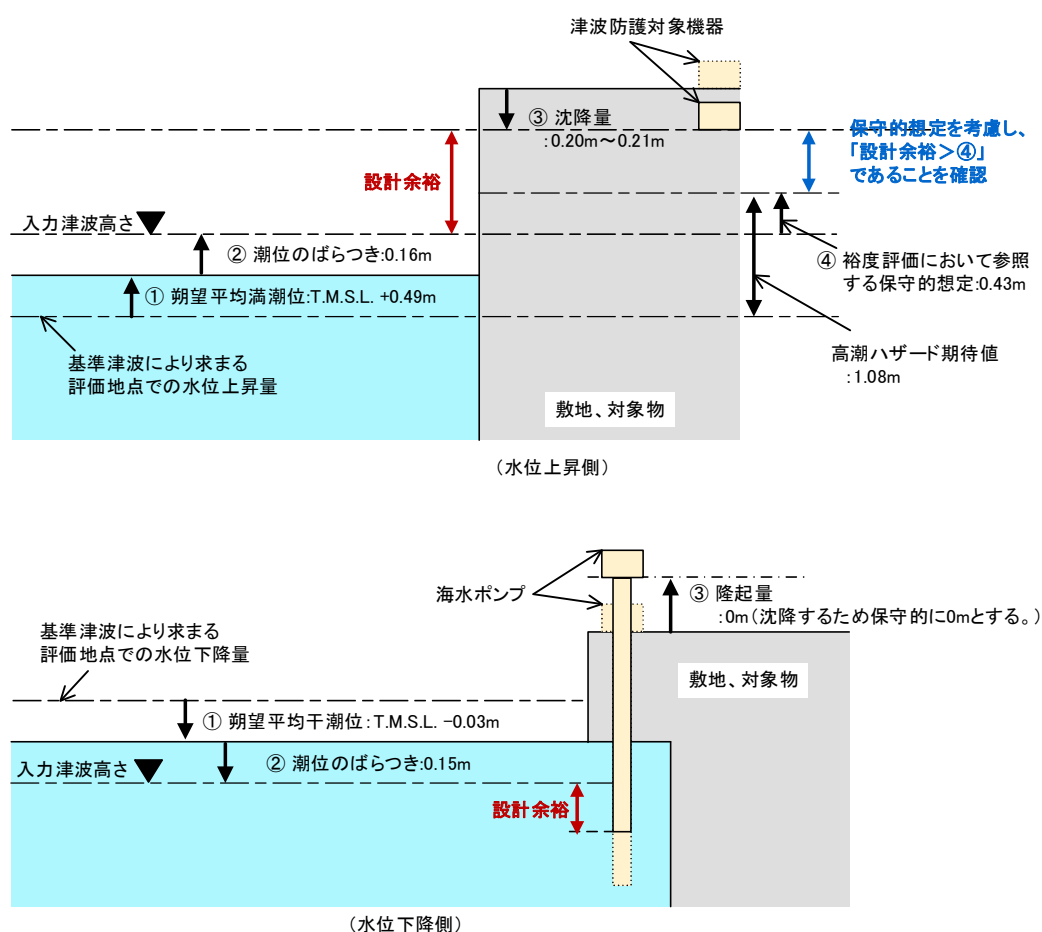 津波防護対象機器
③ 沈降量
:0.20m～0.21m
保守的想定を考慮し、
「設計余裕＞④」
であることを確認
設計余裕
入力津波高さ
② 潮位のばらつき:0.16m
④ 裕度評価において参照
する保守的想定:0.43m
① 朔望平均満潮位:T.M.S.L. +0.49m
基準津波により求まる
評価地点での水位上昇量
高潮ハザード期待値
:1.08m
敷地、対象物
（水位上昇側）
海水ポンプ
③ 隆起量
:0m（沈降するため保守的に0mとする。）
基準津波により求まる
評価地点での水位下降量
敷地、対象物
① 朔望平均干潮位:T.M.S.L. −0.03m
② 潮位のばらつき:0.15m
入力津波高さ
設計余裕
（水位下降側）